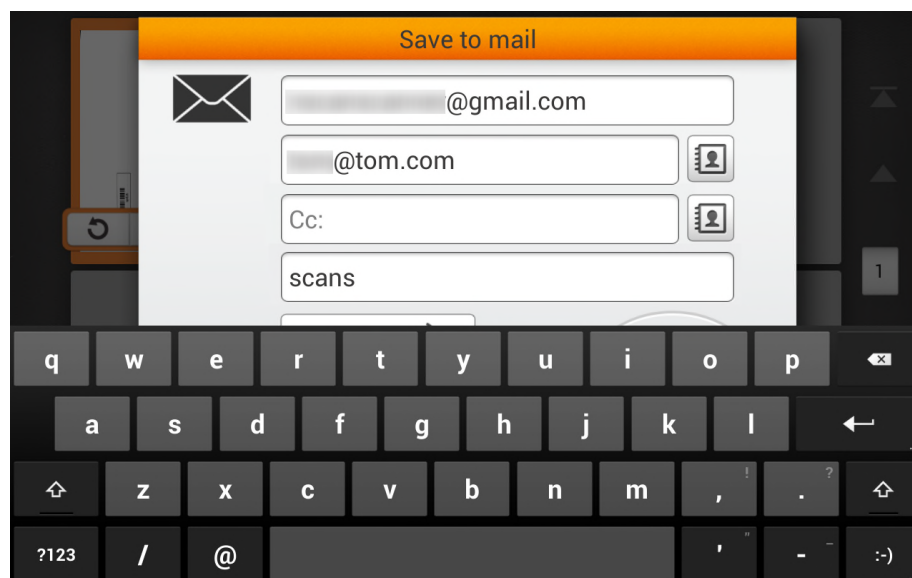 Save to mail
@gmail.com
@tom.com
Cc:
1
scans
q w e r t y u i o p
a s d f g h j k l
! ?
z x c v b n m , .
" _
?123 / @ ' - :-)